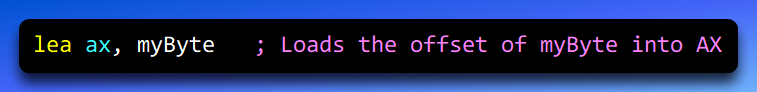 lea ax, myByte   ; Loads the offset of myByte into AX